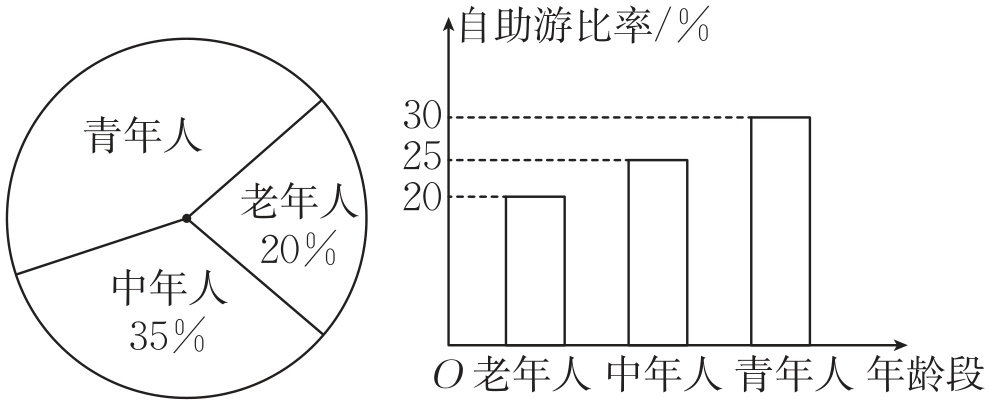 青年人
老年人
20%
中年人
35%
自助游比率/%
30
25
20
O 老年人 中年人 青年人 年龄段